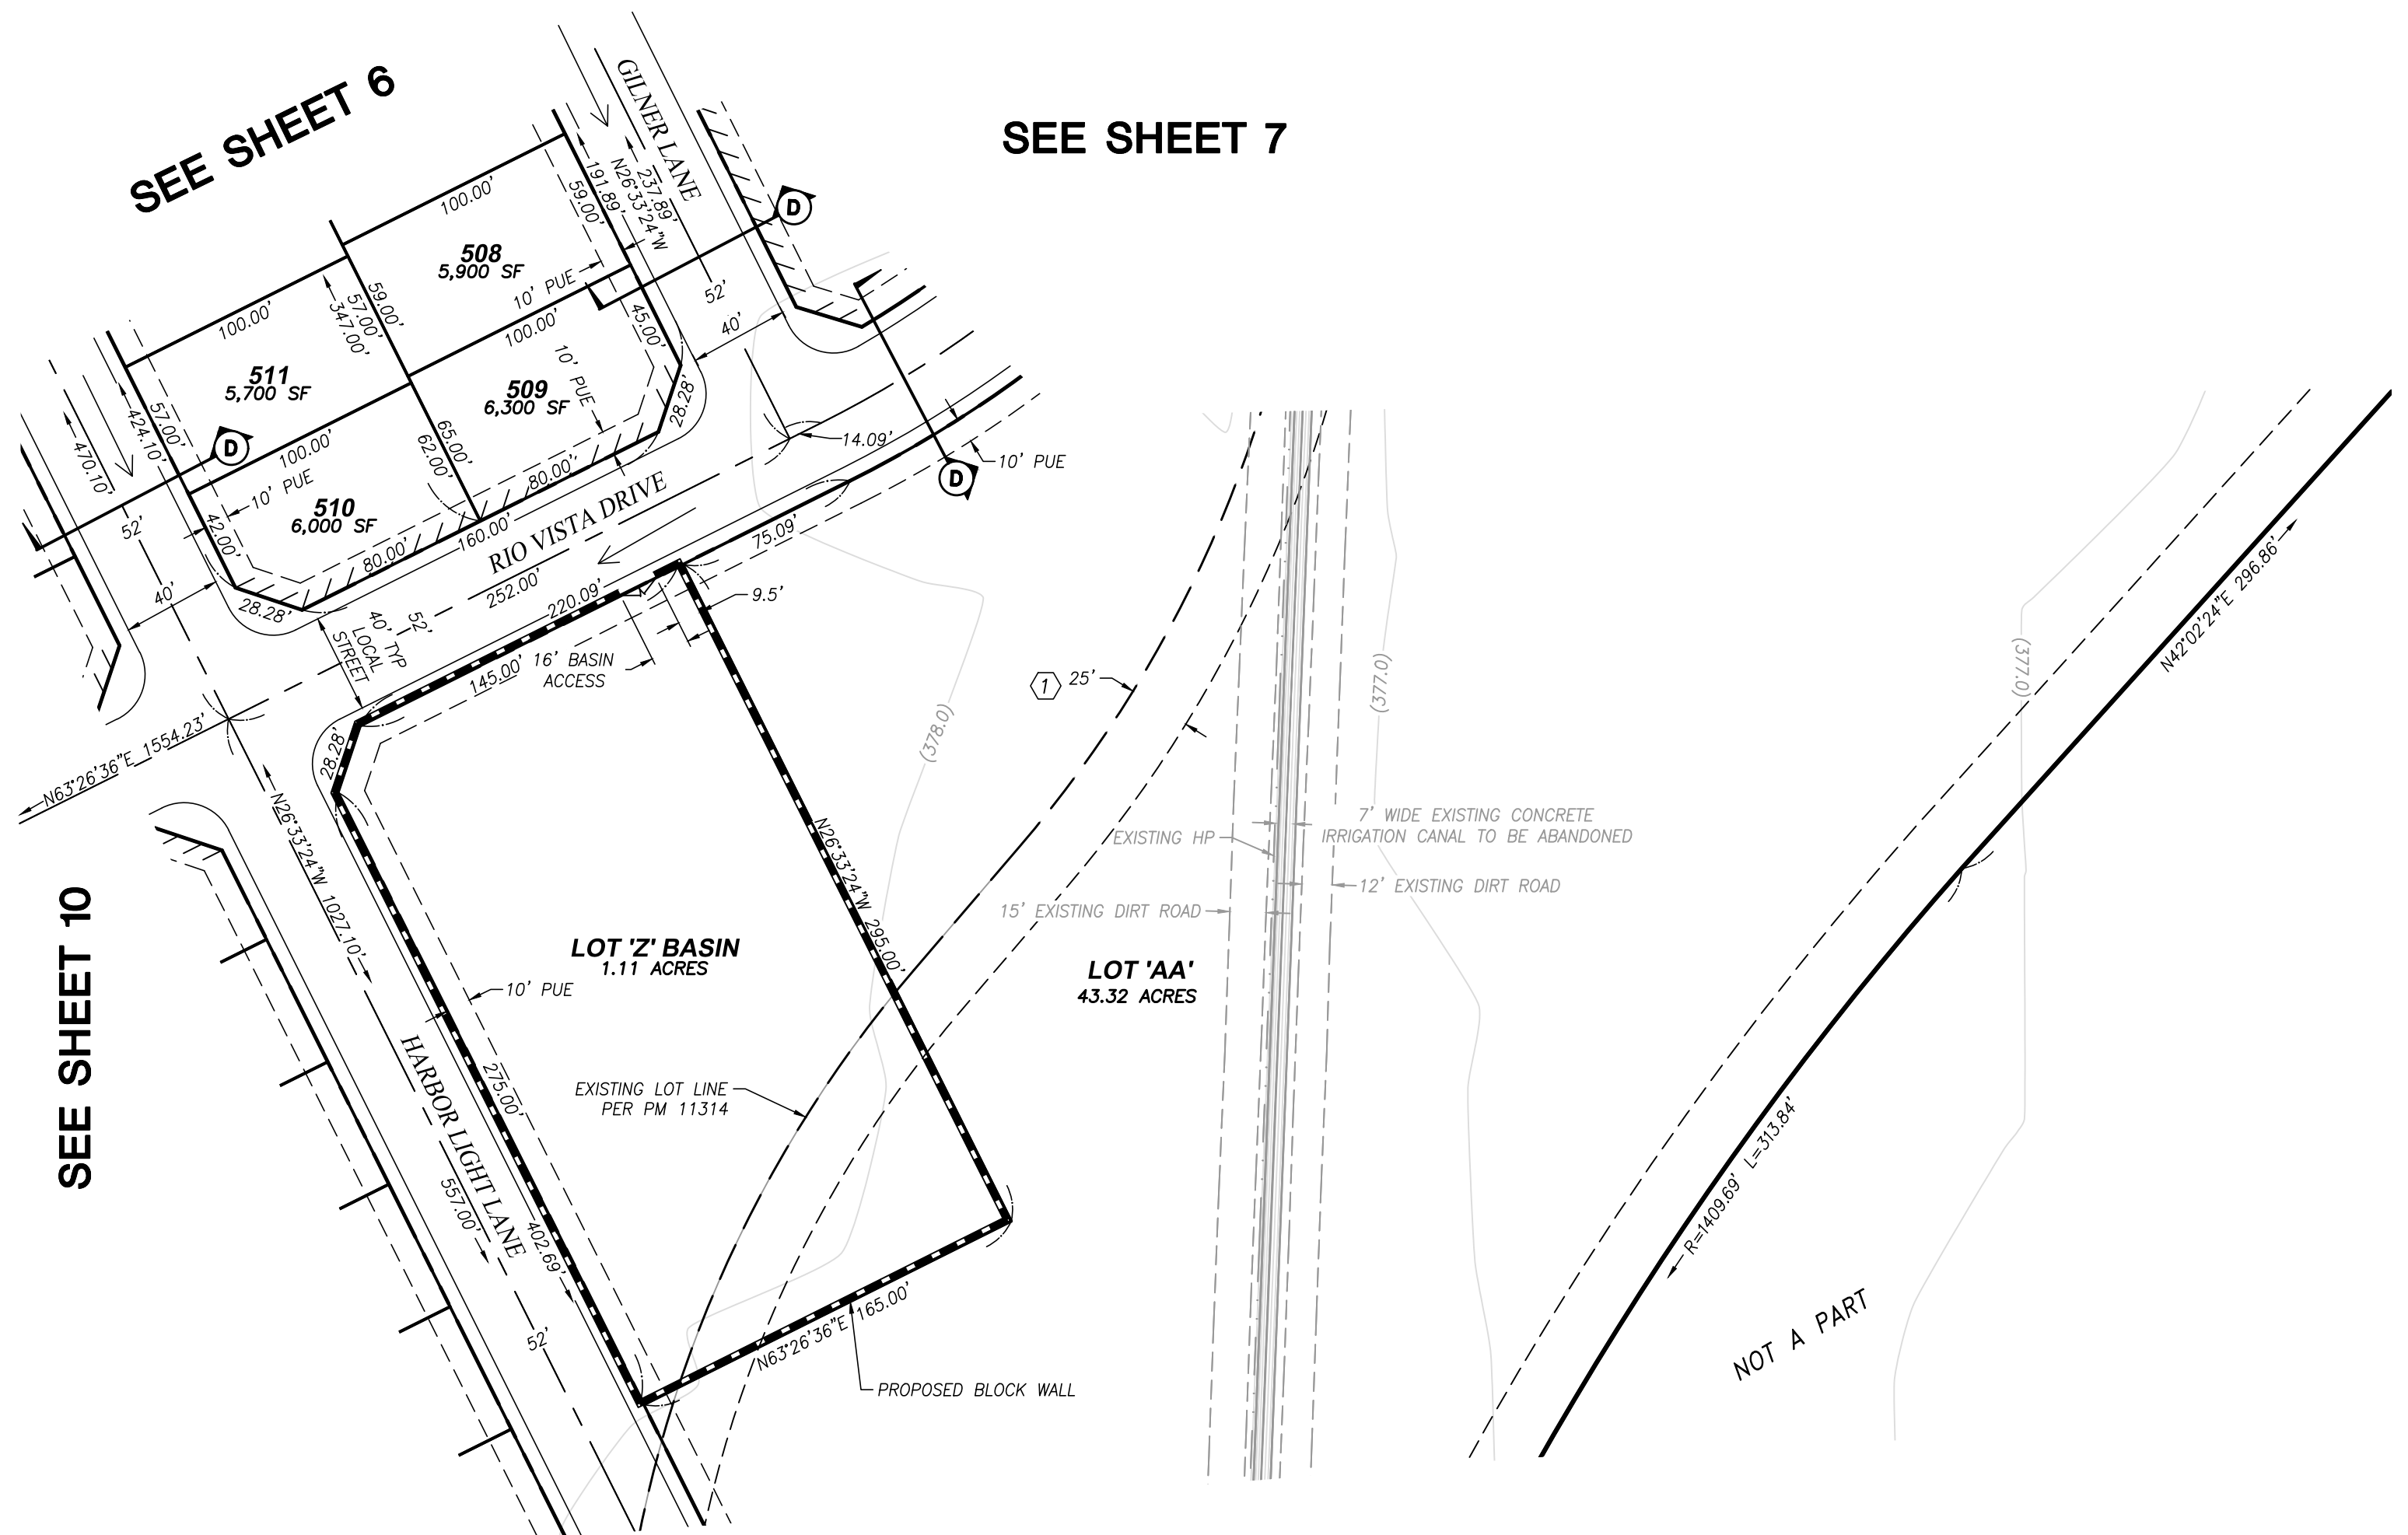 SEE SHEET 6
SEE SHEET 7
GILNER LANE
237.89'
N26°33'24"W
191.89'
59.00'
100.00'
508
5,900 SF
10' PUE
D
52'
40'
59.00'
57.00'
347.00'
100.00'
511
5,700 SF
57.00'
424.10'
470.10'
100.00'
45.00'
10' PUE
509
6,300 SF
28.28'
65.00'
62.00'
80.00'
D
100.00'
10' PUE
510
6,000 SF
42.00'
52'
40'
28.28'
80.00'
160.00'
RIO VISTA DRIVE
252.00'
52'
220.09'
14.09'
10' PUE
D
75.09'
9.5'
40' TYP
LOCAL
STREET
145.00'
16' BASIN
ACCESS
28.28'
N63°26'36"E 1554.23'
N26°33'24"W 1027.10'
N26°33'24"W 295.00'
SEE SHEET 10
LOT 'Z' BASIN
1.11 ACRES
10' PUE
HARBOR LIGHT LANE
275.00'
557.00'
402.69'
52'
EXISTING LOT LINE
PER PM 11314
N63°26'36"E 165.00'
PROPOSED BLOCK WALL
(378.0)
1 25'
EXISTING HP
7' WIDE EXISTING CONCRETE
IRRIGATION CANAL TO BE ABANDONED
12' EXISTING DIRT ROAD
15' EXISTING DIRT ROAD
LOT 'AA'
43.32 ACRES
(377.0)
(377.0)
N42°02'24"E 296.86'
R=1409.69' L=313.84'
NOT A PART